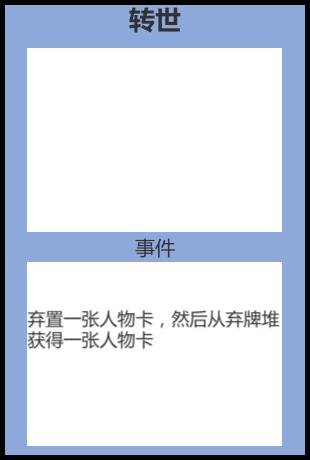 转世
事件
弃置一张人物卡，然后从弃牌堆
获得一张人物卡